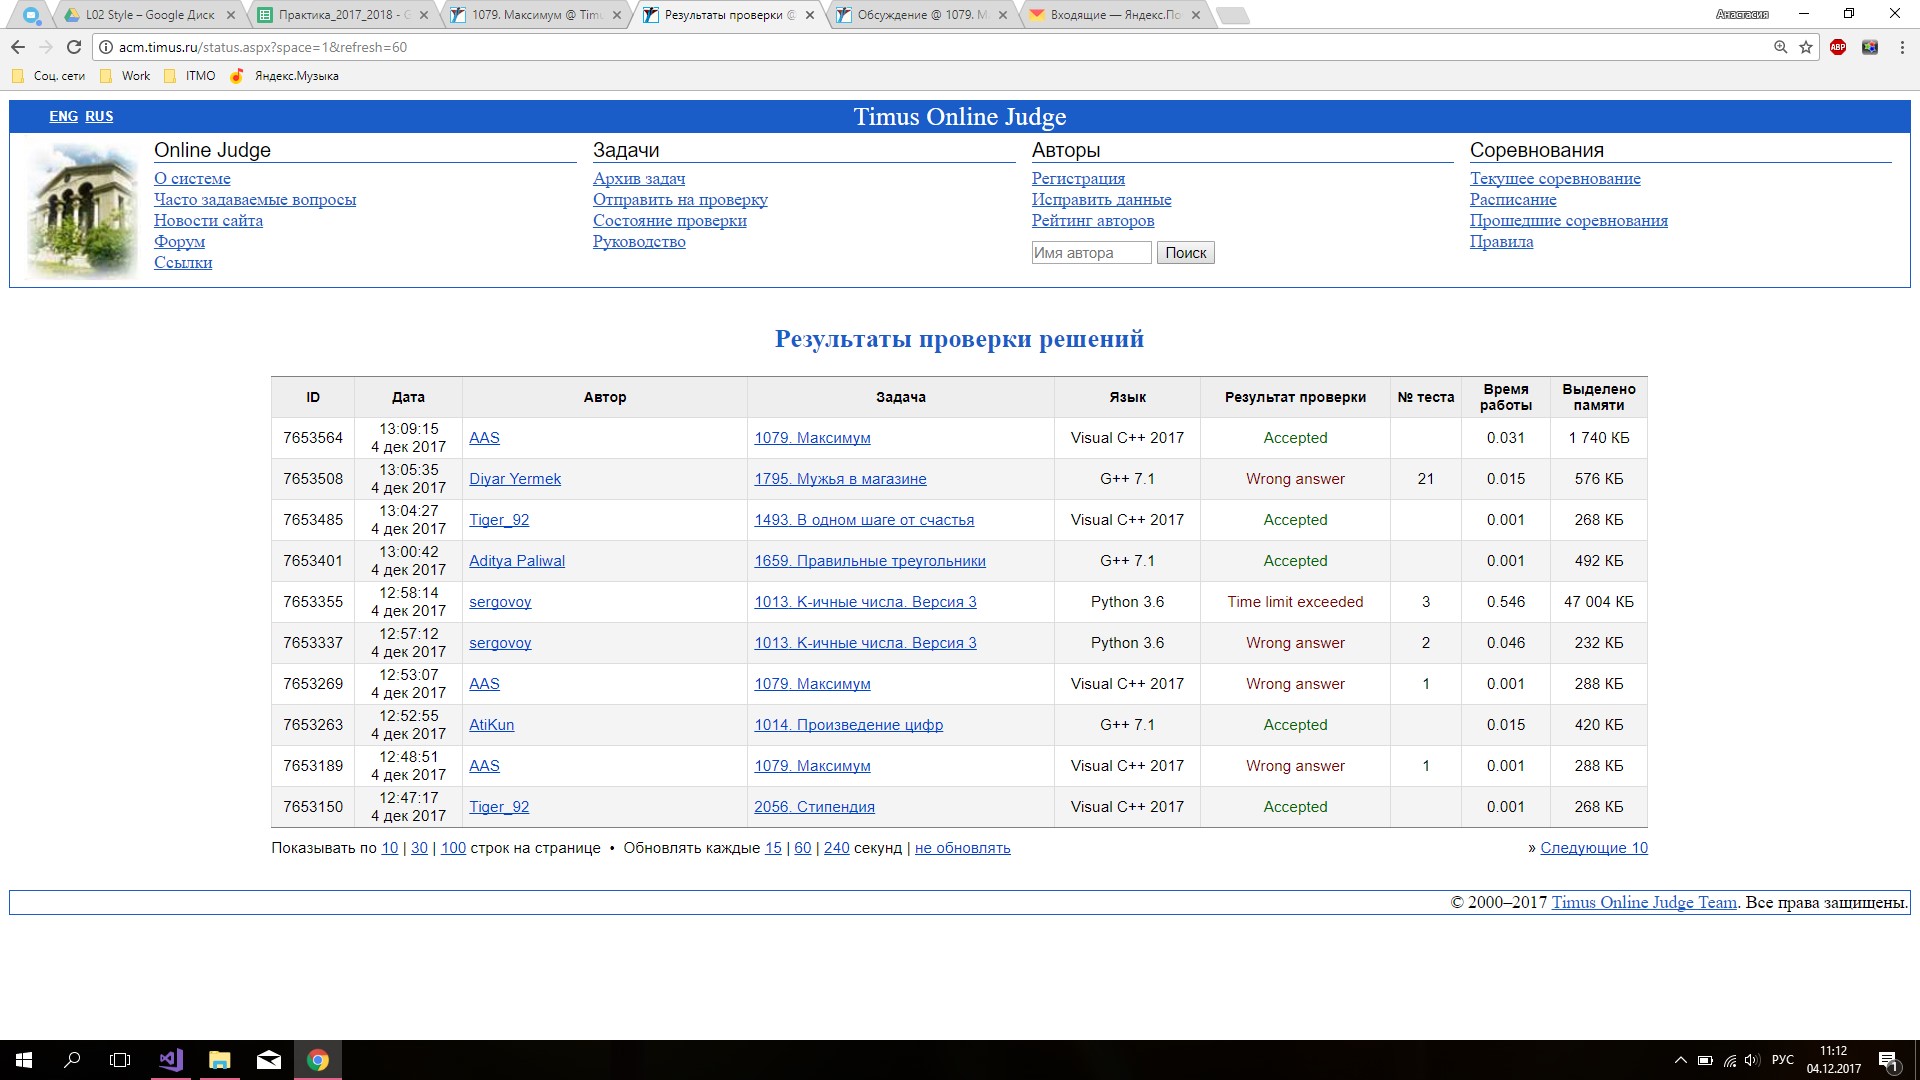 L02 Style – Google Диск
Практика_2017_2018 - G
1079. Максимум @ Timu
Результаты проверки @
Обсуждение @ 1079. М
Входящие — Яндекс.По
Анастасия
acm.timus.ru/status.aspx?space=1&refresh=60
ABP
Соц. сети Work ITMO Яндекс.Музыка
ENG RUS Timus Online Judge
Online Judge
О системе
Часто задаваемые вопросы
Новости сайта
Форум
Ссылки
Задачи
Архив задач
Отправить на проверку
Состояние проверки
Руководство
Авторы
Регистрация
Исправить данные
Рейтинг авторов
Имя автора Поиск
Соревнования
Текущее соревнование
Расписание
Прошедшие соревнования
Правила
Результаты проверки решений
ID Дата Автор Задача Язык Результат проверки № теста Время работы Выделено памяти
7653564 13:09:15 4 дек 2017 AAS 1079. Максимум Visual C++ 2017 Accepted 0.031 1 740 КБ
7653508 13:05:35 4 дек 2017 Diyar Yermek 1795. Мужья в магазине G++ 7.1 Wrong answer 21 0.015 576 КБ
7653485 13:04:27 4 дек 2017 Tiger_92 1493. В одном шаге от счастья Visual C++ 2017 Accepted 0.001 268 КБ
7653401 13:00:42 4 дек 2017 Aditya Paliwal 1659. Правильные треугольники G++ 7.1 Accepted 0.001 492 КБ
7653355 12:58:14 4 дек 2017 sergovoy 1013. K-ичные числа. Версия 3 Python 3.6 Time limit exceeded 3 0.546 47 004 КБ
7653337 12:57:12 4 дек 2017 sergovoy 1013. K-ичные числа. Версия 3 Python 3.6 Wrong answer 2 0.046 232 КБ
7653269 12:53:07 4 дек 2017 AAS 1079. Максимум Visual C++ 2017 Wrong answer 1 0.001 288 КБ
7653263 12:52:55 4 дек 2017 AtiKun 1014. Произведение цифр G++ 7.1 Accepted 0.015 420 КБ
7653189 12:48:51 4 дек 2017 AAS 1079. Максимум Visual C++ 2017 Wrong answer 1 0.001 288 КБ
7653150 12:47:17 4 дек 2017 Tiger_92 2056. Стипендия Visual C++ 2017 Accepted 0.001 268 КБ
Показывать по 10 | 30 | 100 строк на странице • Обновлять каждые 15 | 60 | 240 секунд | не обновлять » Следующие 10
© 2000–2017 Timus Online Judge Team. Все права защищены.
РУС
11:12
04.12.2017
1